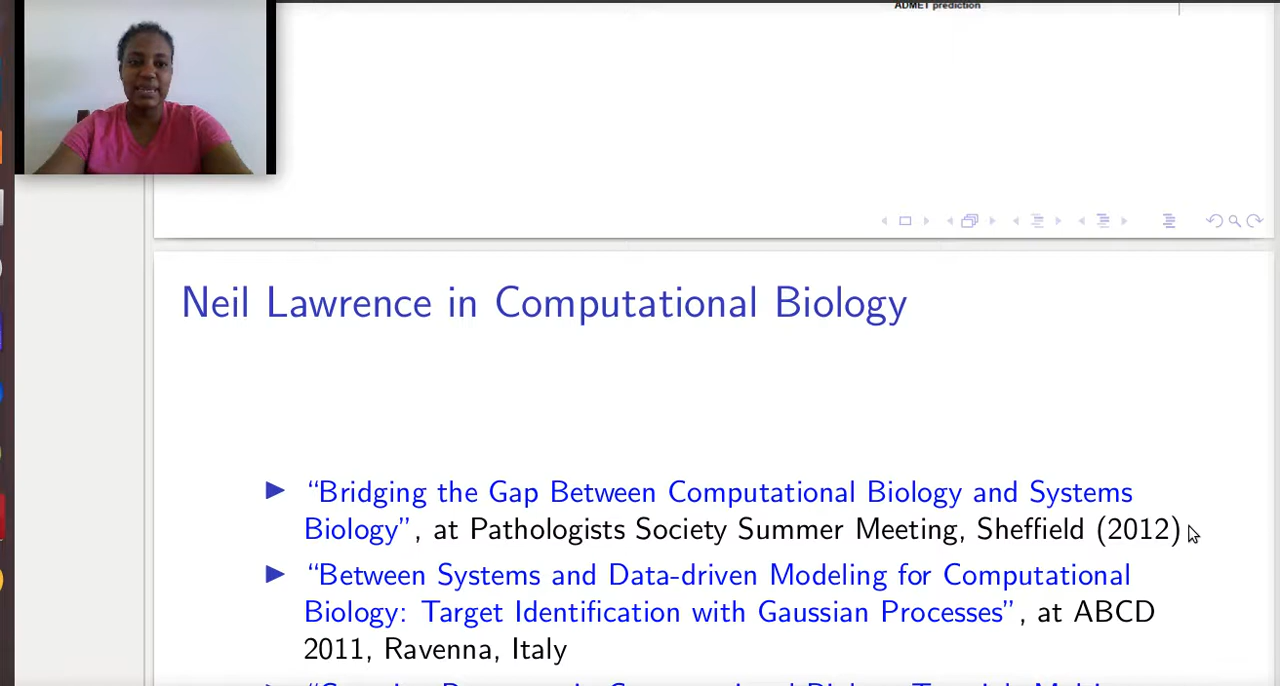 ADMET prediction
Neil Lawrence in Computational Biology
“Bridging the Gap Between Computational Biology and Systems
Biology”, at Pathologists Society Summer Meeting, Sheffield (2012)
“Between Systems and Data-driven Modeling for Computational
Biology: Target Identification with Gaussian Processes”, at ABCD
2011, Ravenna, Italy